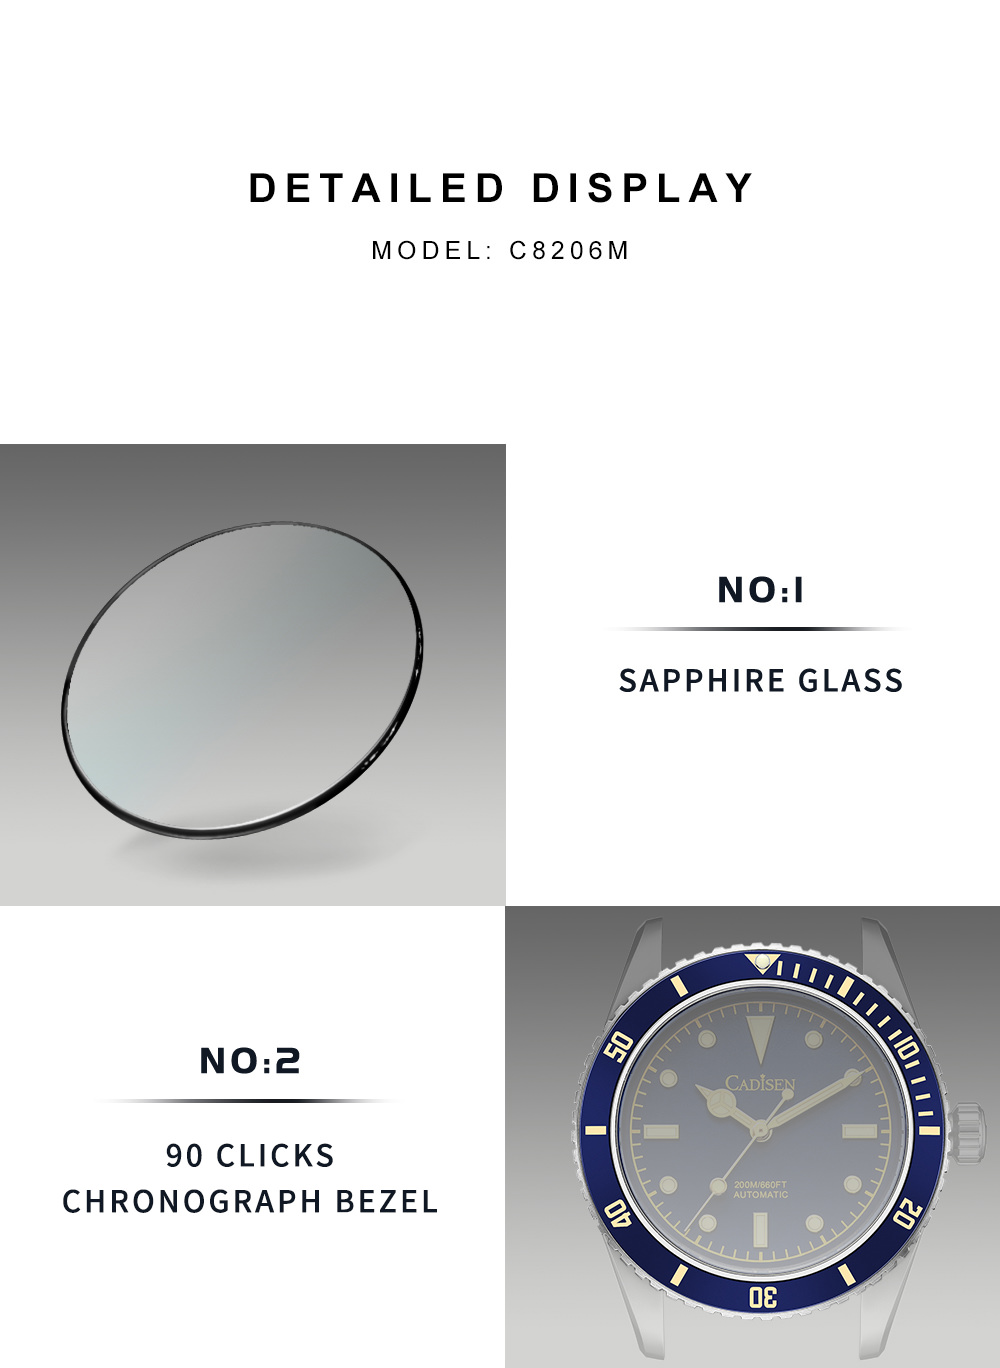 DETAILED DISPLAY
MODEL: C8206M
NO:1
SAPPHIRE GLASS
NO:2
90 CLICKS
CHRONOGRAPH BEZEL
10
20
30
40
50
CADISEN
200M/660FT
AUTOMATIC